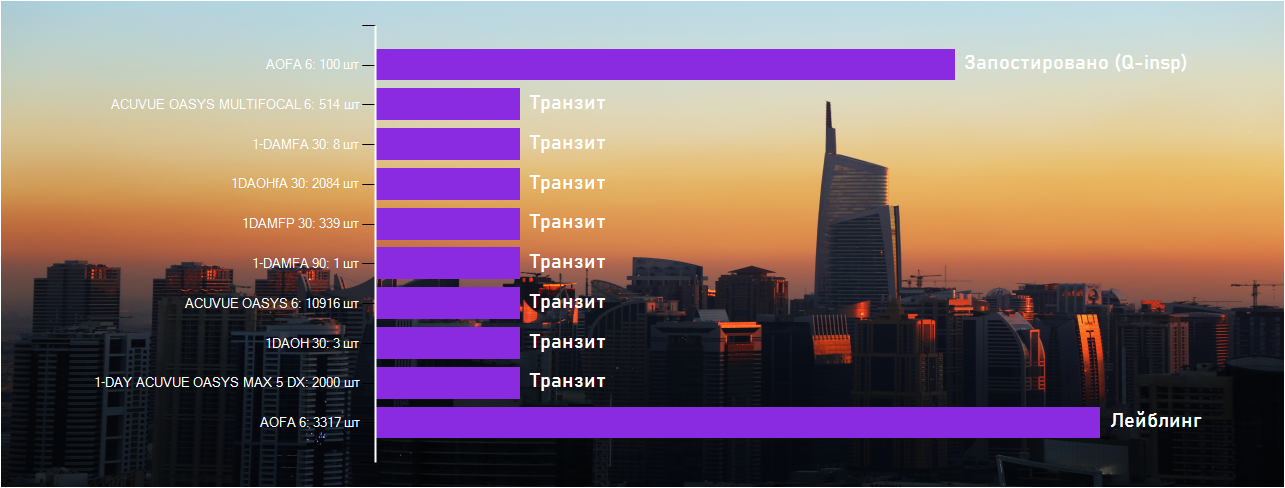 AOFA 6: 100 шт Запостировано (Q-insp)
ACUVUE OASYS MULTIFOCAL 6: 514 шт Транзит
1-DAMFA 30: 8 шт Транзит
1DAOHfA 30: 2084 шт Транзит
1DAMFP 30: 339 шт Транзит
1-DAMFA 90: 1 шт Транзит
ACUVUE OASYS 6: 10916 шт Транзит
1DAOH 30: 3 шт Транзит
1-DAY ACUVUE OASYS MAX 5 DX: 2000 шт Транзит
AOFA 6: 3317 шт Лейблинг